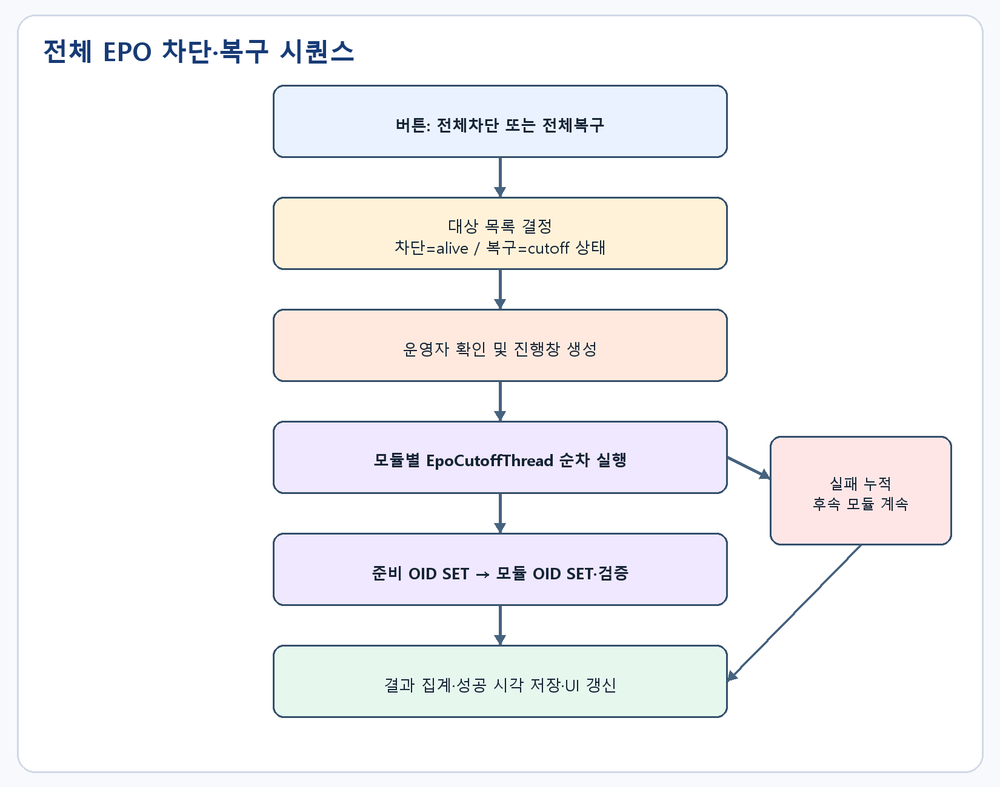 전체 EPO 차단·복구 시퀀스
버튼: 전체차단 또는 전체복구
대상 목록 결정
차단=alive / 복구=cutoff 상태
운영자 확인 및 진행창 생성
모듈별 EpoCutoffThread 순차 실행
실패 누적
후속 모듈 계속
준비 OID SET → 모듈 OID SET·검증
결과 집계·성공 시각 저장·UI 갱신